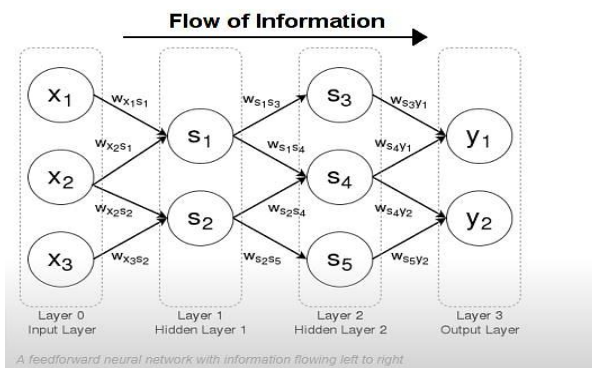 Flow of Information
x1
x2
x3
wx1s1
wx2s1
wx2s2
wx3s2
s1
s2
ws1s3
ws1s4
ws2s4
ws2s5
s3
s4
s5
ws3y1
ws4y1
ws4y2
ws5y2
y1
y2
Layer 0
Input Layer
Layer 1
Hidden Layer 1
Layer 2
Hidden Layer 2
Layer 3
Output Layer
A feedforward neural network with information flowing left to right